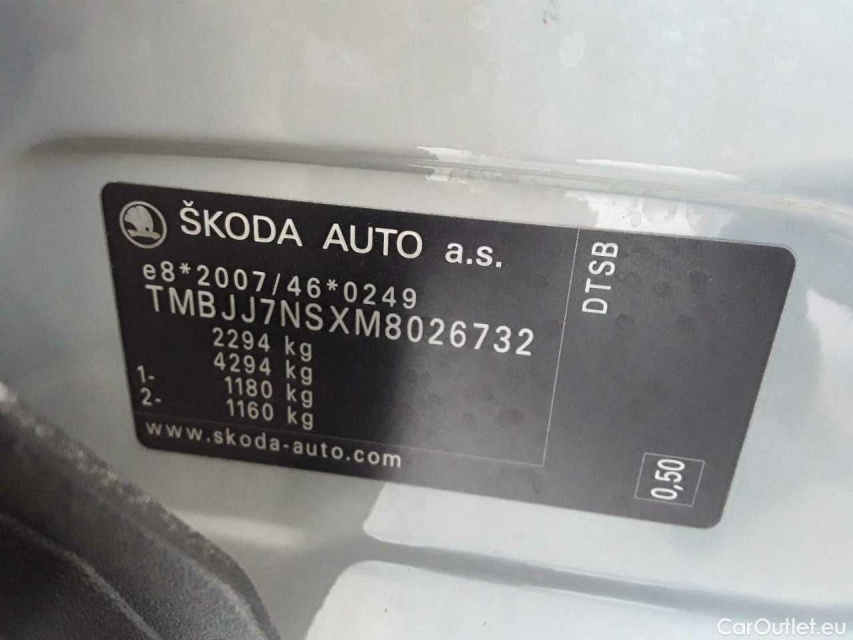 ŠKODA AUTO a.s.
e8*2007/46*0249
TMBJJ7NSXM8026732
2294 kg
4294 kg
1- 1180 kg
2- 1160 kg
www.skoda-auto.com
DTSB
0,50
CarOutlet.eu